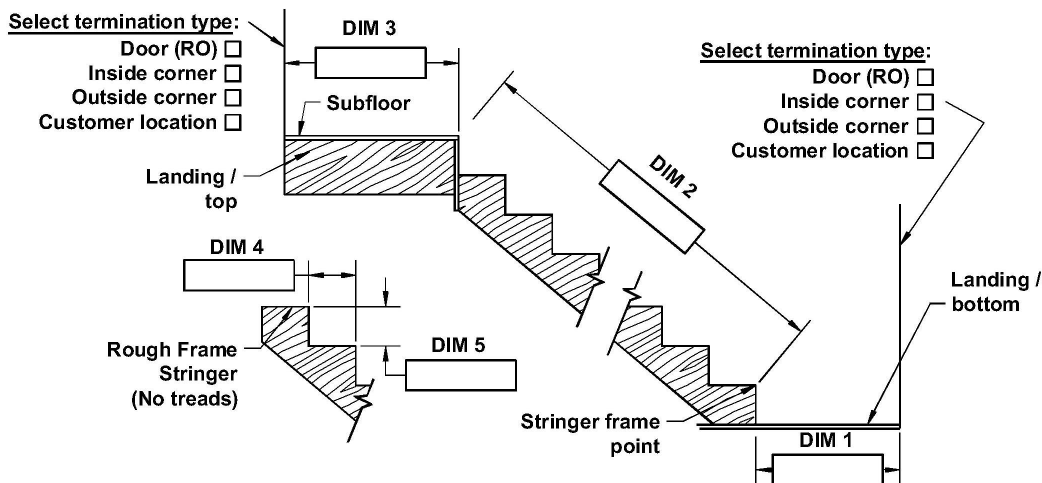 Select termination type:
Door (RO)
Inside corner
Outside corner
Customer location
DIM 3
Subfloor
Landing /
top
DIM 2
Select termination type:
Door (RO)
Inside corner
Outside corner
Customer location
DIM 4
Rough Frame
Stringer
(No treads)
DIM 5
Landing /
bottom
Stringer frame
point
DIM 1